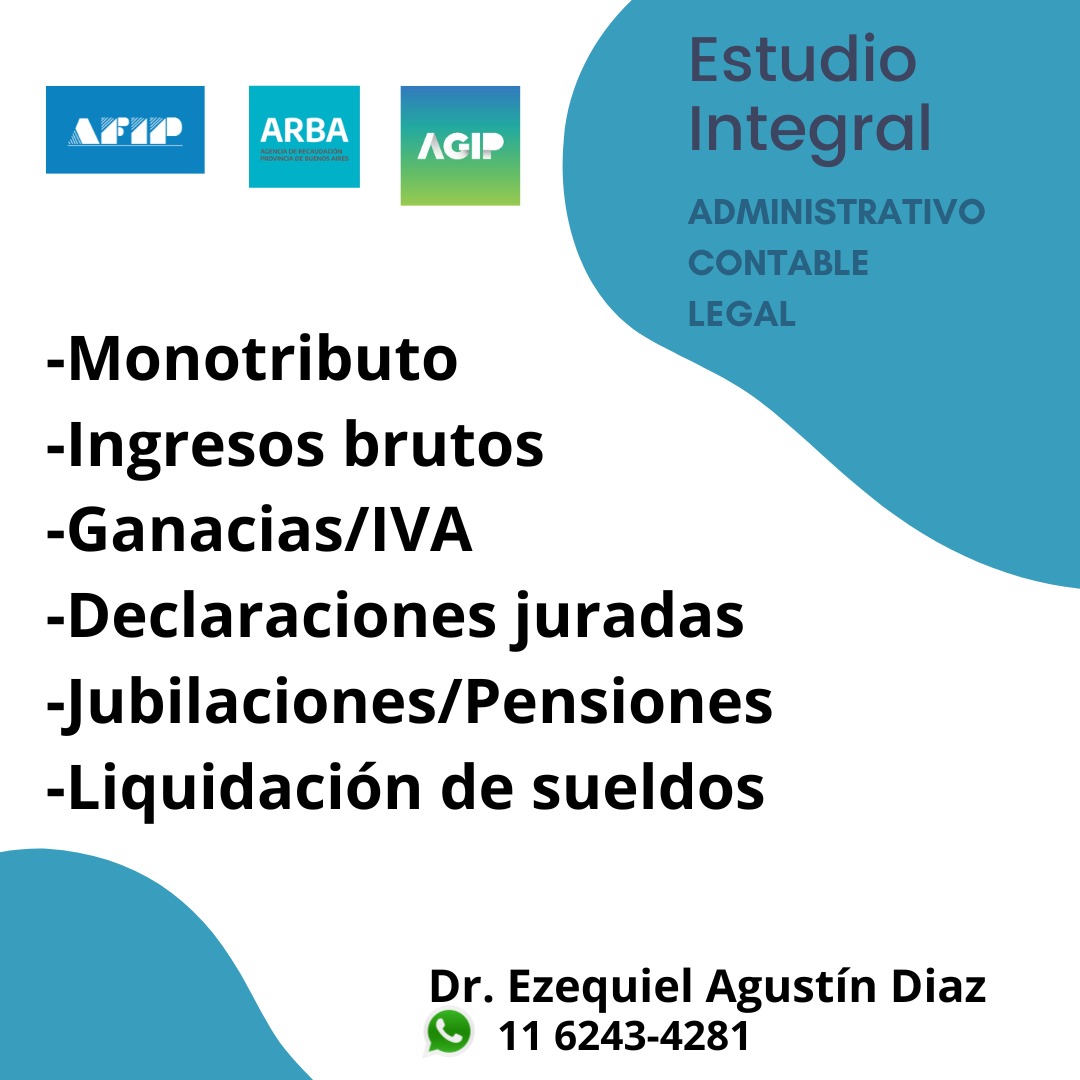 AFIP
ARBA
AGENCIA DE RECAUDACIÓN
PROVINCIA DE BUENOS AIRES
AGIP
Estudio
Integral
ADMINISTRATIVO
CONTABLE
LEGAL
-Monotributo
-Ingresos brutos
-Ganacias/IVA
-Declaraciones juradas
-Jubilaciones/Pensiones
-Liquidación de sueldos
Dr. Ezequiel Agustín Diaz
11 6243-4281